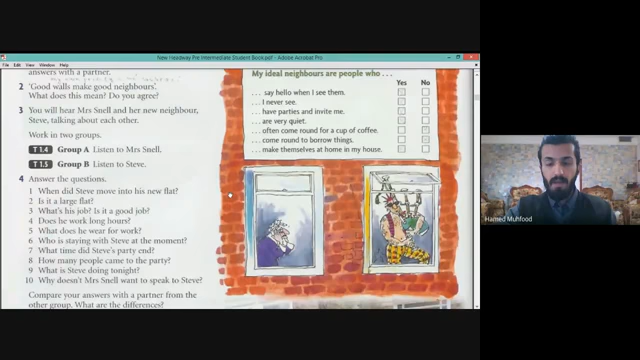 New Headway Pre Intermediate Student Book.pdf - Adobe Acrobat Pro
File Edit View Window Help
answers with a partner.
2 'Good walls make good neighbours'.
What does this mean? Do you agree?
3 You will hear Mrs Snell and her new neighbour,
Steve, talking about each other.
Work in two groups.
T 1.4 Group A Listen to Mrs Snell.
T 1.5 Group B Listen to Steve.
4 Answer the questions.
1 When did Steve move into his new flat?
2 Is it a large flat?
3 What's his job? Is it a good job?
4 Does he work long hours?
5 What does he wear for work?
6 Who is staying with Steve at the moment?
7 What time did Steve's party end?
8 How many people came to the party?
9 What is Steve doing tonight?
10 Why doesn't Mrs Snell want to speak to Steve?
Compare your answers with a partner from the
other group. What are the differences?
My ideal neighbours are people who ...
Yes No
. . . say hello when I see them.
. . . I never see.
. . . have parties and invite me.
. . . are very quiet.
. . . often come round for a cup of coffee.
. . . come round to borrow things.
. . . make themselves at home in my house.
Hamed Muhfood